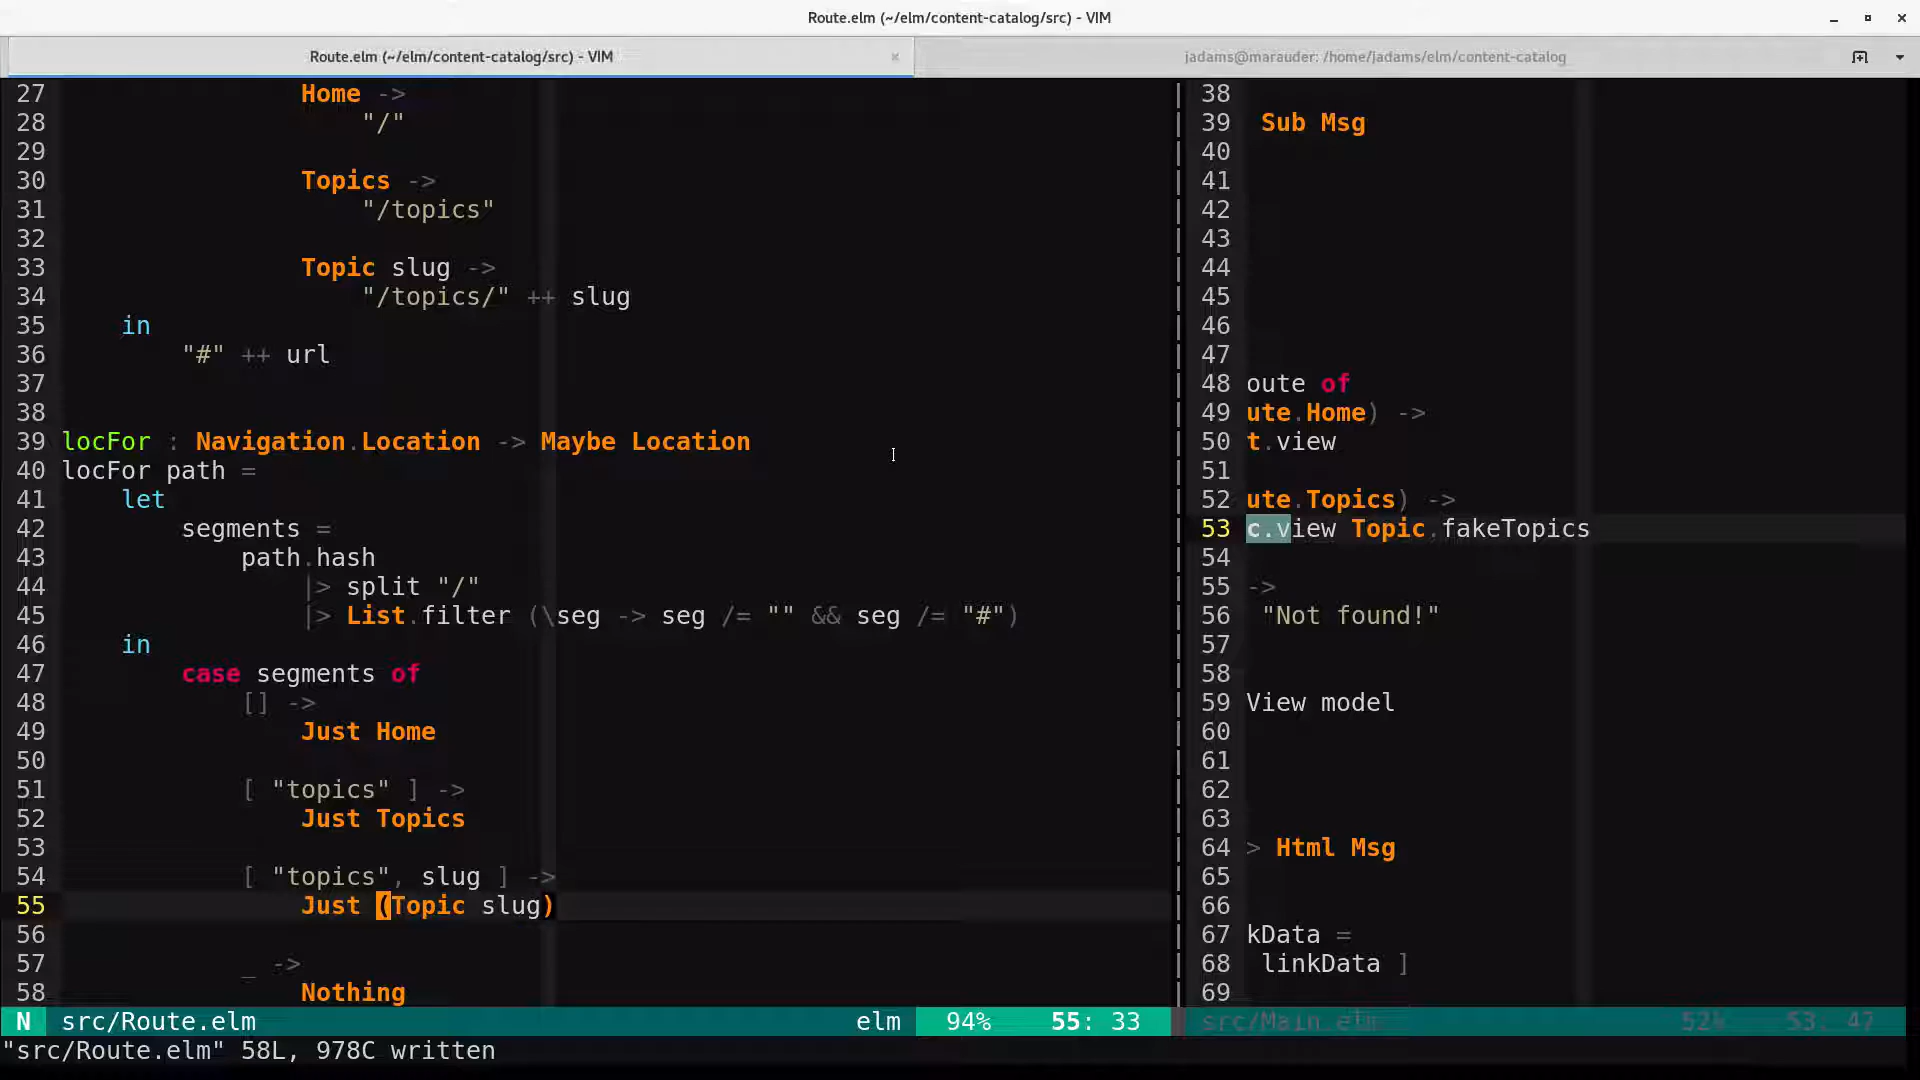 Route.elm (~/elm/content-catalog/src) - VIM
Route.elm (~/elm/content-catalog/src) - VIM
jadams@marauder: /home/jadams/elm/content-catalog
27 Home ->
28 "/"
29
30 Topics ->
31 "/topics"
32
33 Topic slug ->
34 "/topics/" ++ slug
35 in
36 "#" ++ url
37
38
39 locFor : Navigation.Location -> Maybe Location
40 locFor path =
41 let
42 segments =
43 path.hash
44 |> split "/"
45 |> List.filter (\seg -> seg /= "" && seg /= "#")
46 in
47 case segments of
48 [] ->
49 Just Home
50
51 [ "topics" ] ->
52 Just Topics
53
54 [ "topics", slug ] ->
55 Just (Topic slug)
56
57 _ ->
58 Nothing
N src/Route.elm elm 94% 55: 33
"src/Route.elm" 58L, 978C written
38
39 Sub Msg
40
41
42
43
44
45
46
47
48 oute of
49 ute.Home) ->
50 t.view
51
52 ute.Topics) ->
53 c.view Topic.fakeTopics
54
55 ->
56 "Not found!"
57
58
59 View model
60
61
62
63
64 > Html Msg
65
66
67 kData =
68 linkData ]
69
src/Main.elm 52% 53: 47